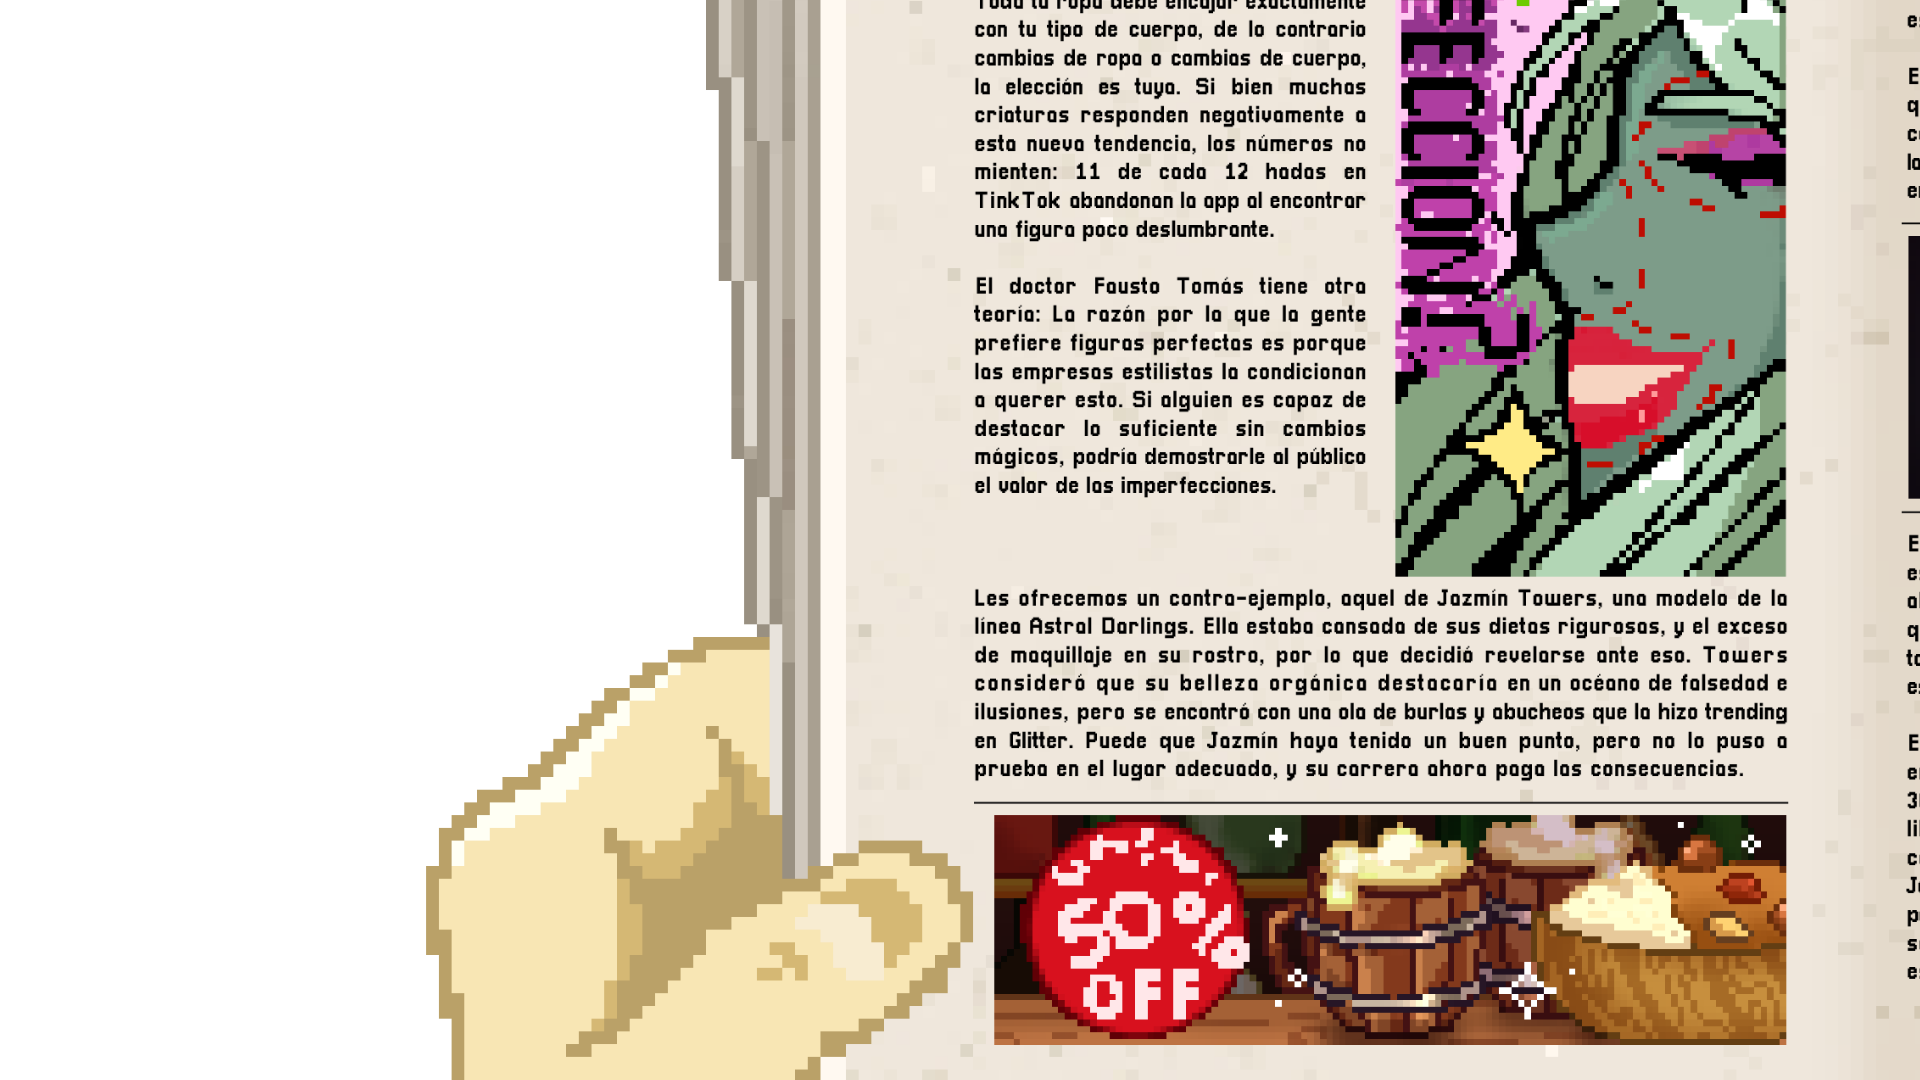 Toda la ropa debe encajar exactamente
con tu tipo de cuerpo, de lo contrario
cambias de ropa o cambias de cuerpo,
la elección es tuya. Si bien muchas
criaturas responden negativamente a
esta nueva tendencia, los números no
mienten: 11 de cada 12 hadas en
TinkTok abandonan la app al encontrar
una figura poco deslumbrante.
El doctor Fausto Tomás tiene otra
teoría: La razón por la que la gente
prefiere figuras perfectas es porque
las empresas estilistas la condicionan
a querer esto. Si alguien es capaz de
destacar lo suficiente sin cambios
mágicos, podría demostrarle al público
el valor de las imperfecciones.
ECCION?
Les ofrecemos un contra-ejemplo, aquel de Jazmín Towers, una modelo de la
línea Astral Darlings. Ella estaba cansada de sus dietas rigurosas, y el exceso
de maquillaje en su rostro, por lo que decidió revelarse ante eso. Towers
consideró que su belleza orgánica destacaría en un océano de falsedad e
ilusiones, pero se encontró con una ola de burlas y abucheos que la hizo trending
en Glitter. Puede que Jazmín haya tenido un buen punto, pero no lo puso a
prueba en el lugar adecuado, y su carrera ahora paga las consecuencias.
50%
OFF